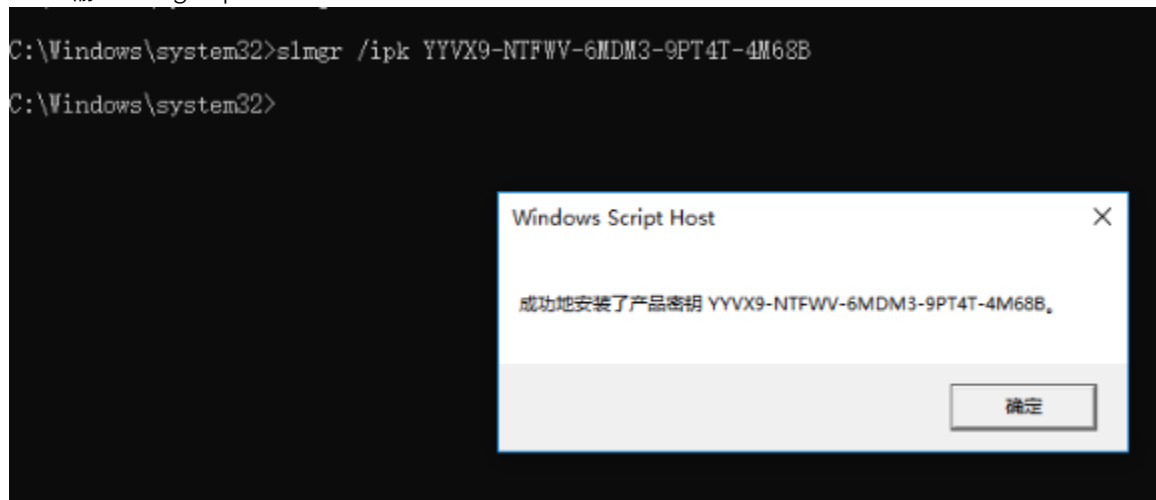 C:\Windows\system32>slmgr /ipk YYVX9-NTFWV-6MDM3-9PT4T-4M68B
C:\Windows\system32>
Windows Script Host
成功地安装了产品密钥 YYVX9-NTFWV-6MDM3-9PT4T-4M68B。
确定